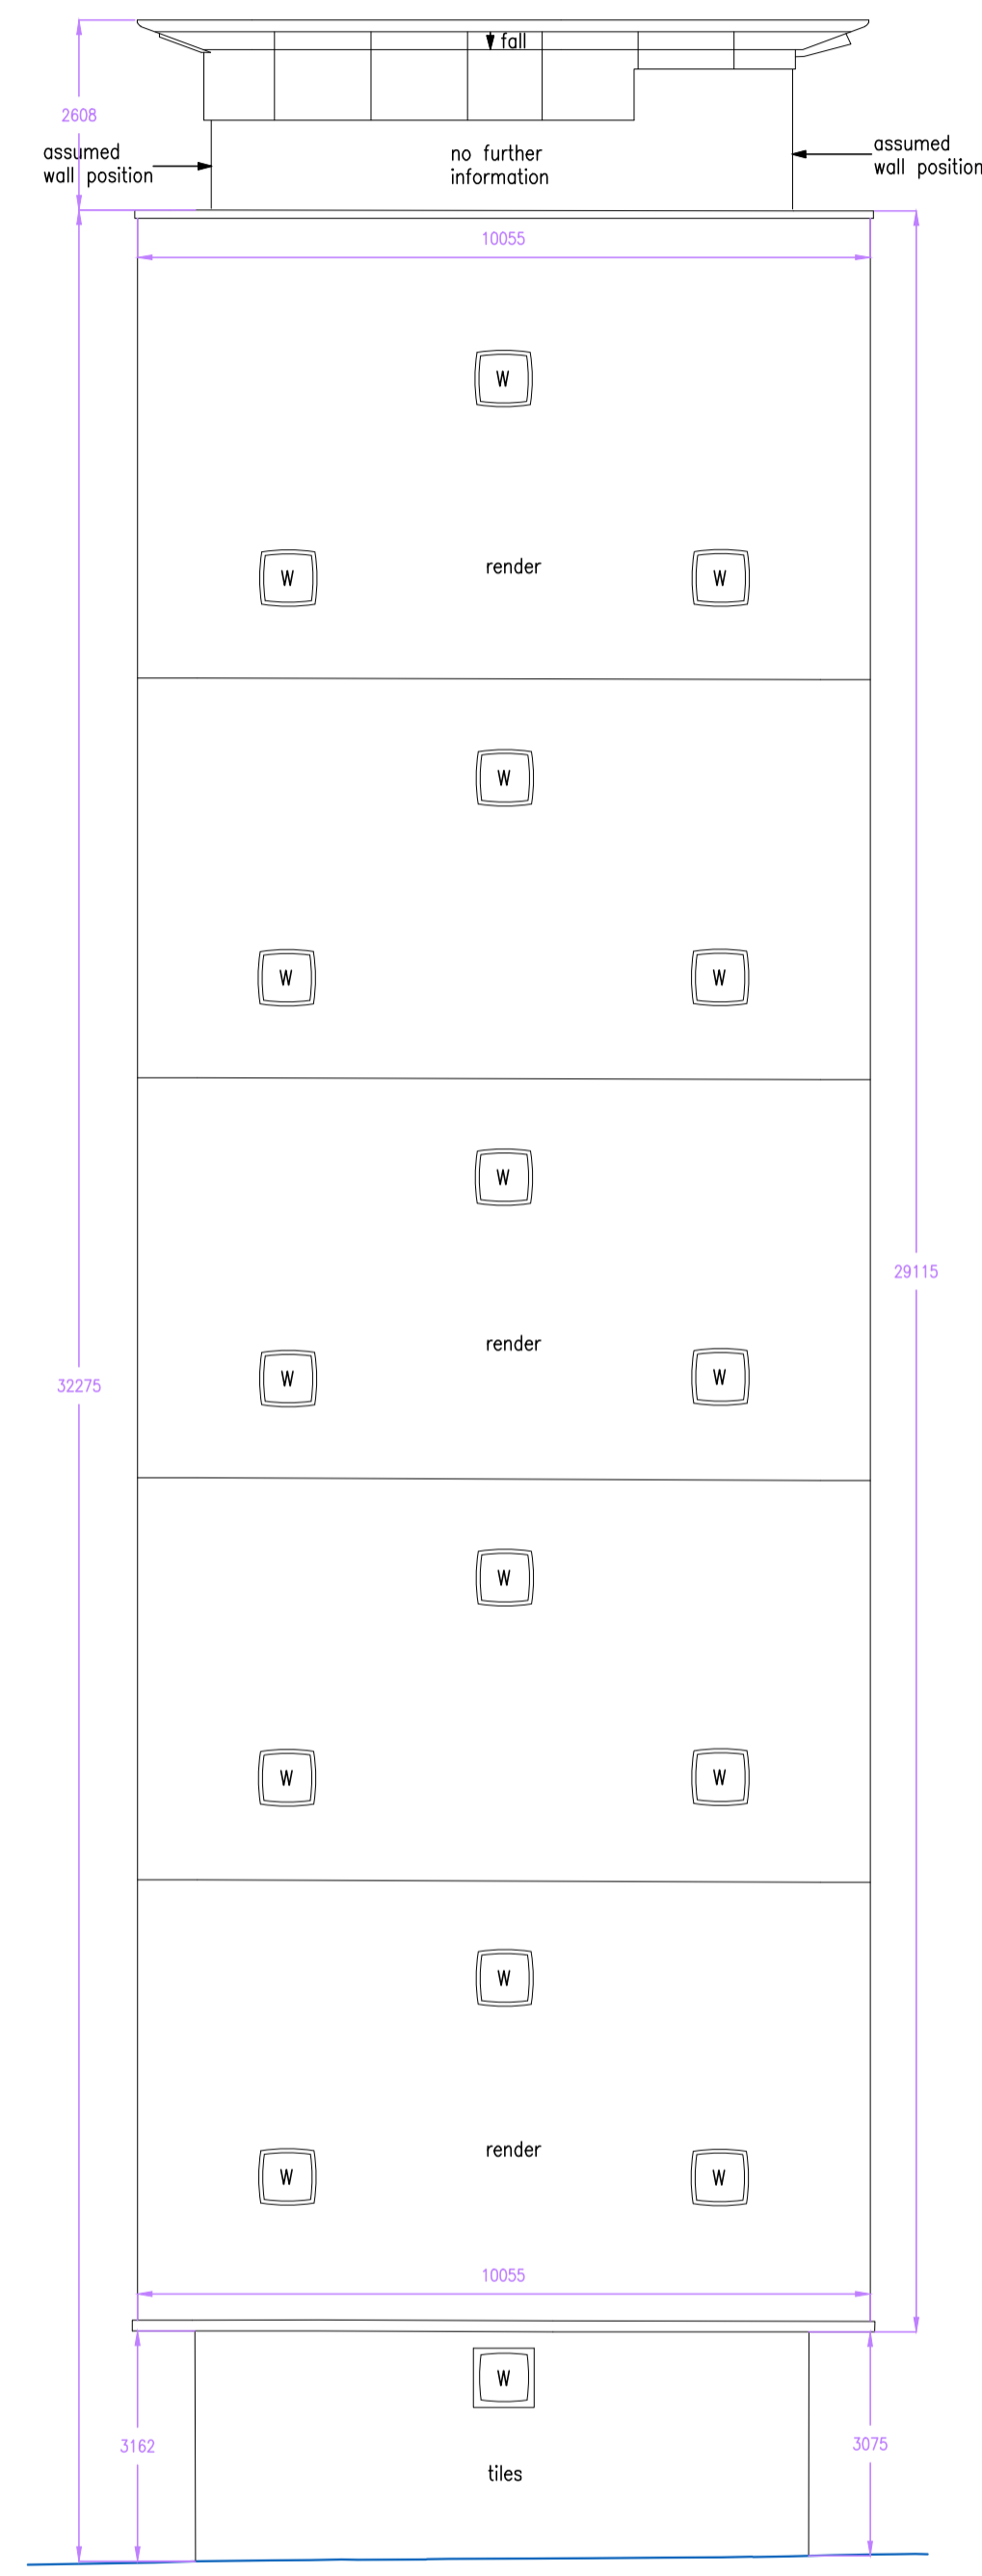 fall
2608
assumed
wall position
no further
information
assumed
wall position
10055
W
W
render
W
W
W
W
W
29115
render
W
W
32275
W
W
W
W
render
W
W
10055
W
3162
3075
tiles